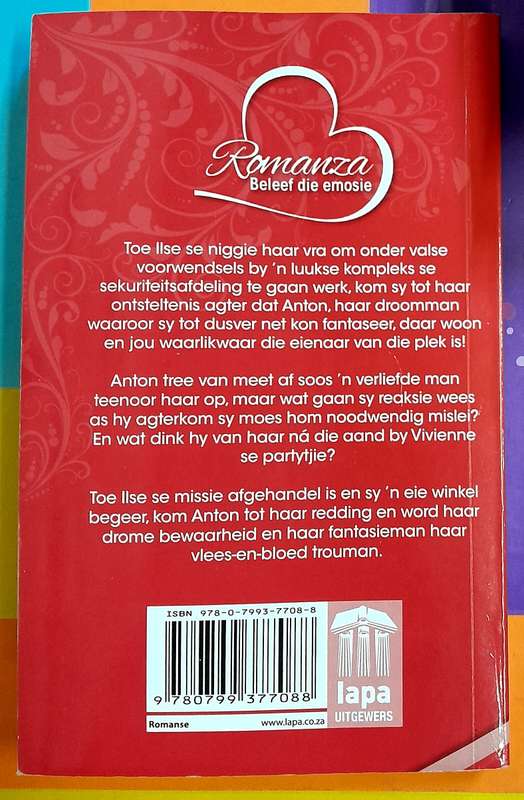 Romanza
Beleef die emosie
Toe Ilse se niggie haar vra om onder valse
voorwendsels by 'n luukse kompleks se
sekuriteitsafdeling te gaan werk, kom sy tot haar
ontsteltenis agter dat Anton, haar droomman
waaroor sy tot dusver net kon fantaseer, daar woon
en jou waarlikwaar die eienaar van die plek is!
Anton tree van meet af soos 'n verliefde man
teenoor haar op, maar wat gaan sy reaksie wees
as hy agterkom sy moes hom noodwendig mislei?
En wat dink hy van haar ná die aand by Vivienne
se partytjie?
Toe Ilse se missie afgehandel is en sy 'n eie winkel
begeer, kom Anton tot haar redding en word haar
drome bewaarheid en haar fantasieman haar
vlees-en-bloed trouman.
ISBN 978-0-7993-7708-8
9 780799 377088
Romanse www.lapa.co.za
lapa
UITGEWERS